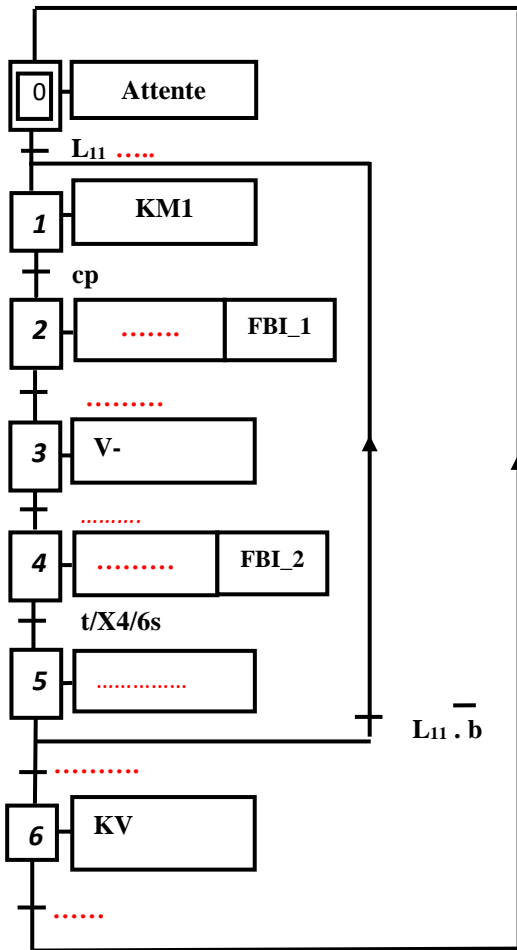 0 Attente
L₁₁ .....
1 KM1
cp
2 ....... FBI_1
.........
3 V-
..........
4 ......... FBI_2
t/X4/6s
5 ...............
L₁₁ . b̅
..........
6 KV
......